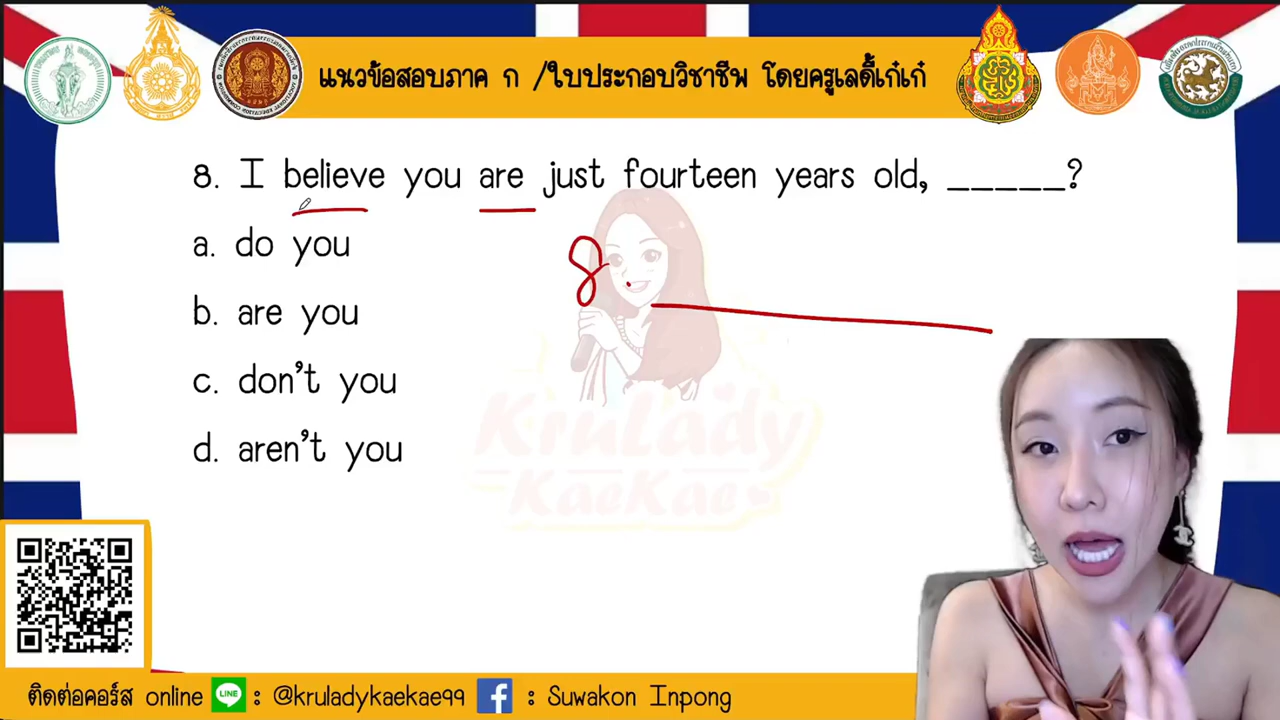 แนวข้อสอบภาค ก /ใบประกอบวิชาชีพ โดยครูเลดี้เก๋เก๋
8. I believe you are just fourteen years old, _____?
a. do you
8
b. are you
c. don't you
d. aren't you
KruLady
KaeKae
ติดต่อคอร์ส online LINE : @kruladykaekae99 f : Suwakon Inpong